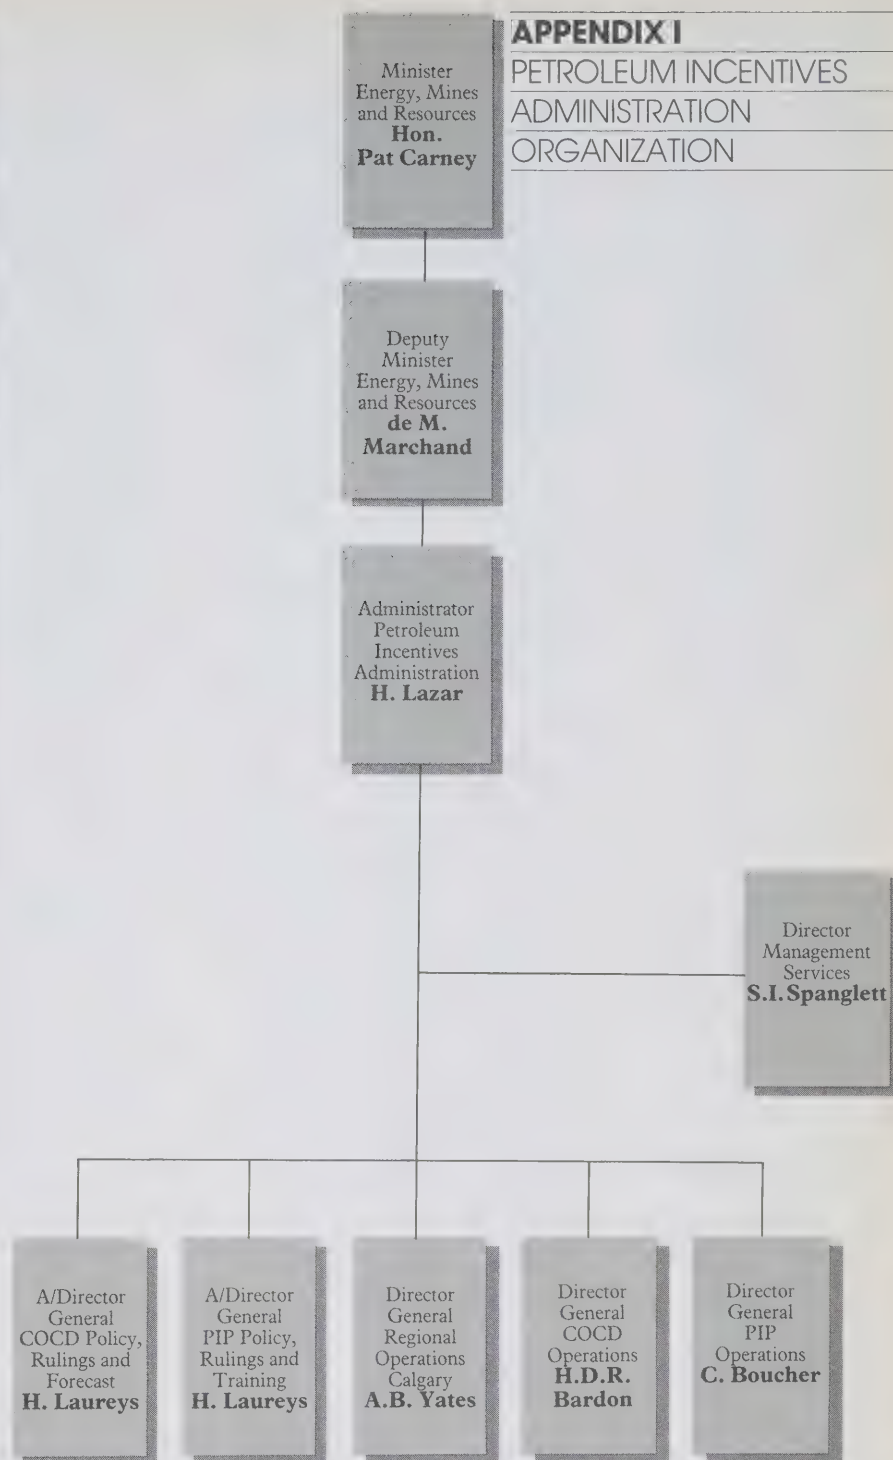 APPENDIX I
PETROLEUM INCENTIVES
ADMINISTRATION
ORGANIZATION
Minister
Energy, Mines
and Resources
Hon.
Pat Carney
Deputy
Minister
Energy, Mines
and Resources
de M.
Marchand
Administrator
Petroleum
Incentives
Administration
H. Lazar
Director
Management
Services
S.I. Spanglett
A/Director
General
COCD Policy,
Rulings and
Forecast
H. Laureys
A/Director
General
PIP Policy,
Rulings and
Training
H. Laureys
Director
General
Regional
Operations
Calgary
A.B. Yates
Director
General
COCD
Operations
H.D.R.
Bardon
Director
General
PIP
Operations
C. Boucher